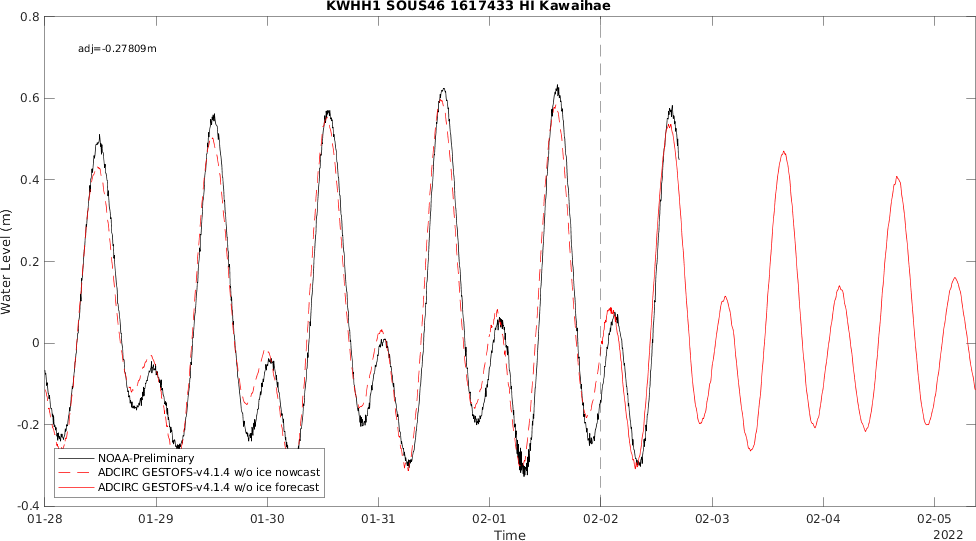 KWHH1 SOUS46 1617433 HI Kawaihae
adj=-0.27809m
Water Level (m)
0.8
0.6
0.4
0.2
0
-0.2
-0.4
NOAA-Preliminary
ADCIRC GESTOFS-v4.1.4 w/o ice nowcast
ADCIRC GESTOFS-v4.1.4 w/o ice forecast
01-28 01-29 01-30 01-31 02-01 02-02 02-03 02-04 02-05
Time
2022